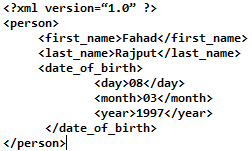 <?xml version=“1.0” ?>
<person>
<first_name>Fahad</first_name>
<last_name>Rajput</last_name>
<date_of_birth>
<day>08</day>
<month>03</month>
<year>1997</year>
</date_of_birth>
</person>